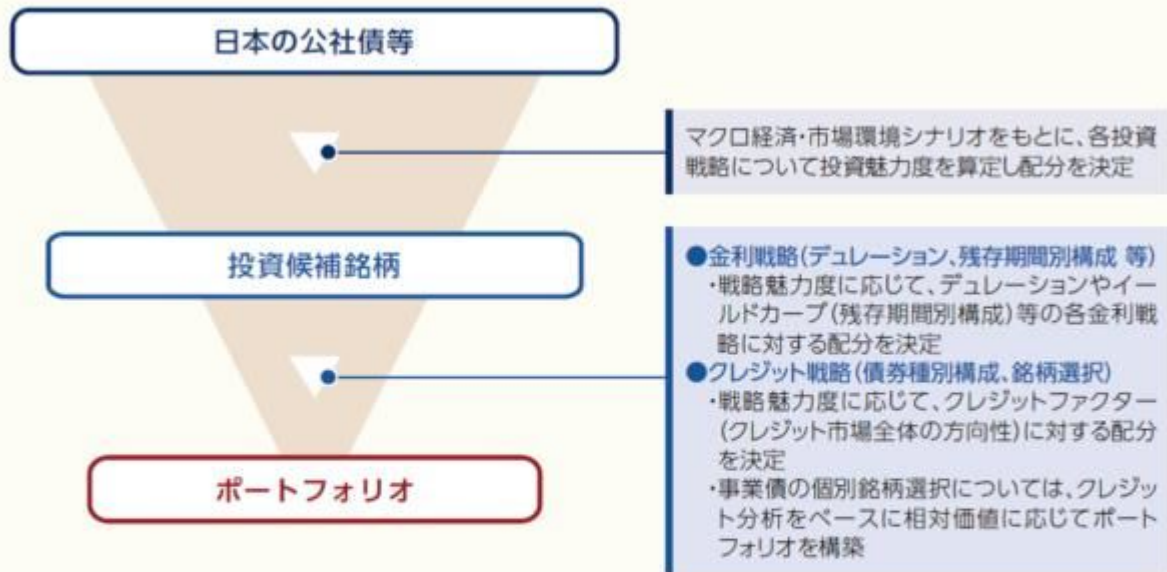 日本の公社債等
マクロ経済・市場環境シナリオをもとに、各投資
戦略について投資魅力度を算定し配分を決定
投資候補銘柄
●金利戦略(デュレーション、残存期間別構成 等)
・戦略魅力度に応じて、デュレーションやイー
ルドカーブ(残存期間別構成)等の各金利戦
略に対する配分を決定
●クレジット戦略(債券種別構成、銘柄選択)
・戦略魅力度に応じて、クレジットファクター
(クレジット市場全体の方向性)に対する配分
を決定
・事業債の個別銘柄選択については、クレジッ
ト分析をベースに相対価値に応じてポート
フォリオを構築
ポートフォリオ